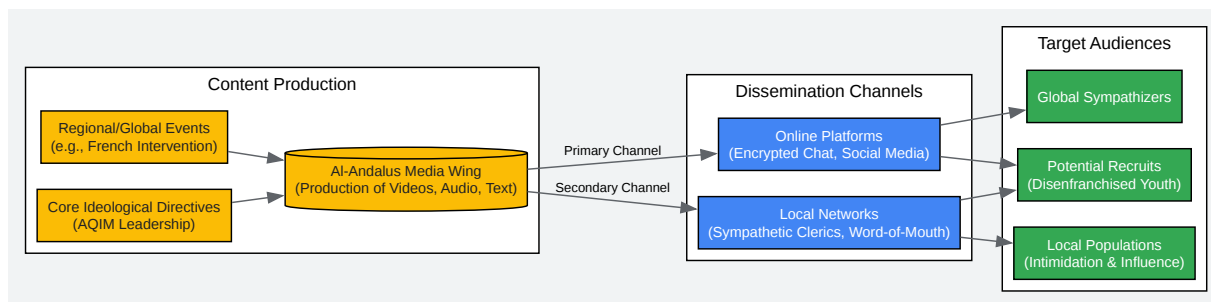 Content Production
Regional/Global Events
(e.g., French Intervention)
Core Ideological Directives
(AQIM Leadership)
Al-Andalus Media Wing
(Production of Videos, Audio, Text)
Primary Channel
Secondary Channel
Dissemination Channels
Online Platforms
(Encrypted Chat, Social Media)
Local Networks
(Sympathetic Clerics, Word-of-Mouth)
Target Audiences
Global Sympathizers
Potential Recruits
(Disenfranchised Youth)
Local Populations
(Intimidation & Influence)